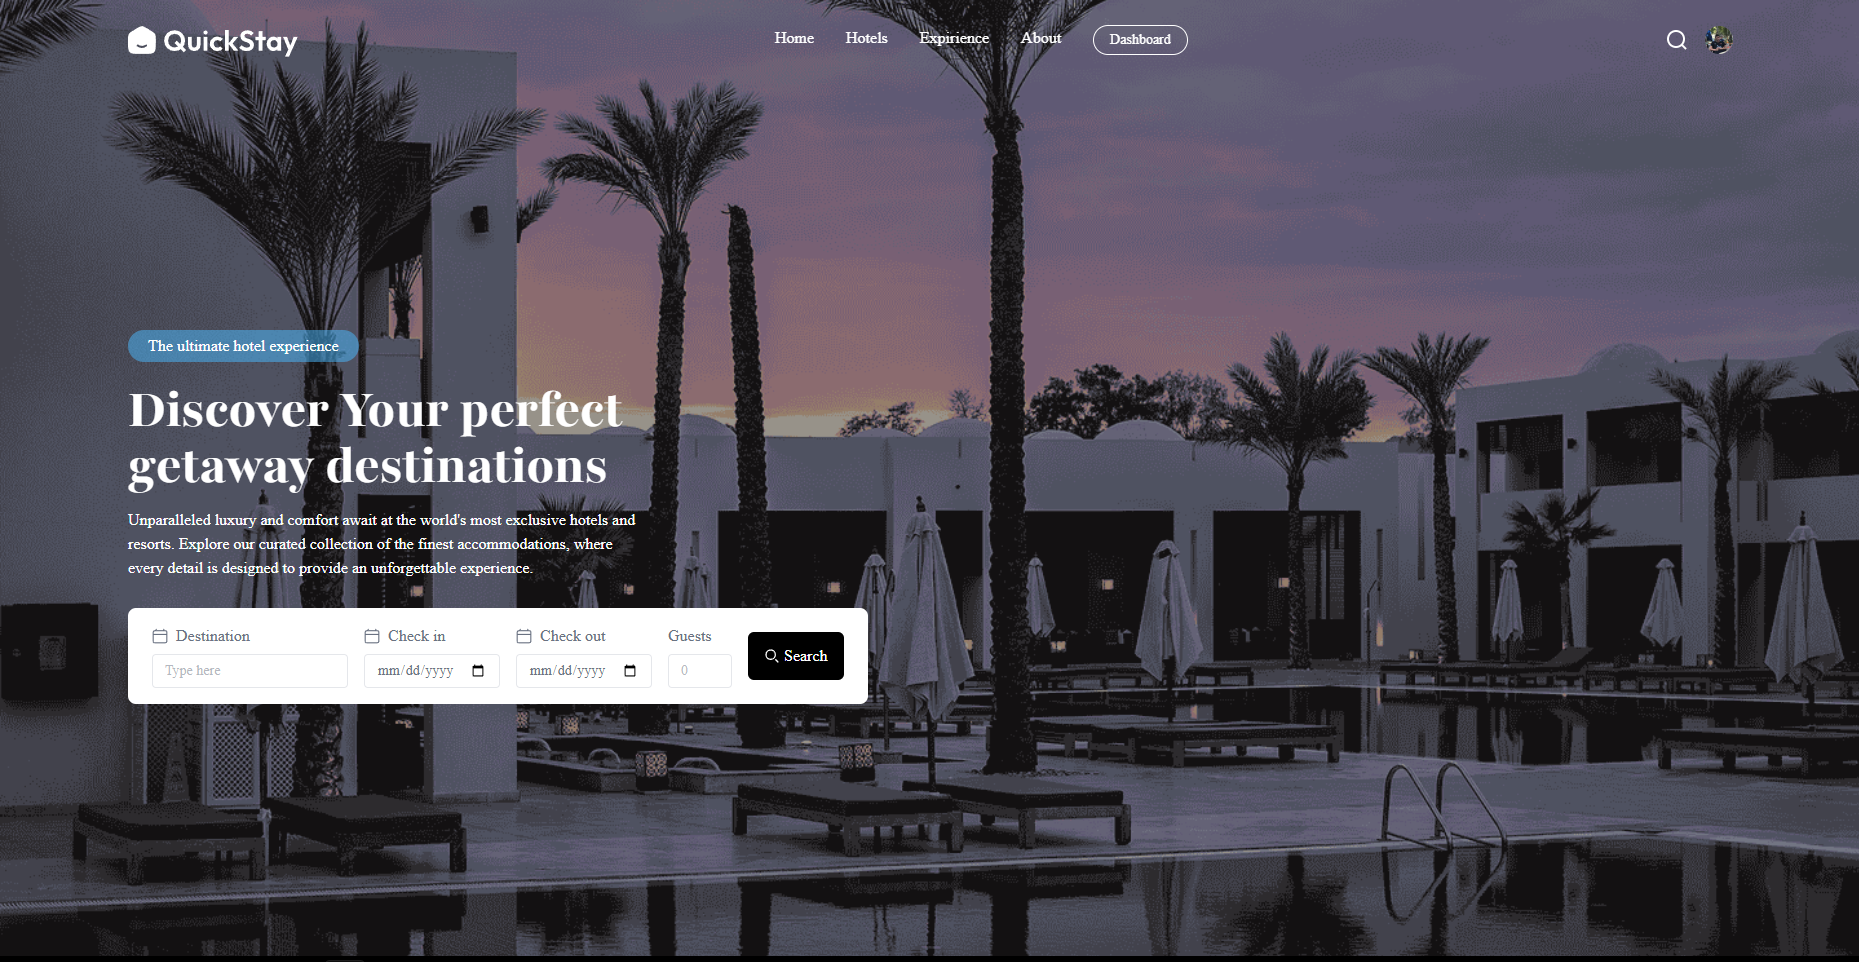 QuickStay
Home Hotels Expirience About Dashboard
The ultimate hotel experience
Discover Your perfect
getaway destinations
Unparalleled luxury and comfort await at the world's most exclusive hotels and
resorts. Explore our curated collection of the finest accommodations, where
every detail is designed to provide an unforgettable experience.
Destination Check in Check out Guests
Type here mm/dd/yyyy mm/dd/yyyy 0
Search